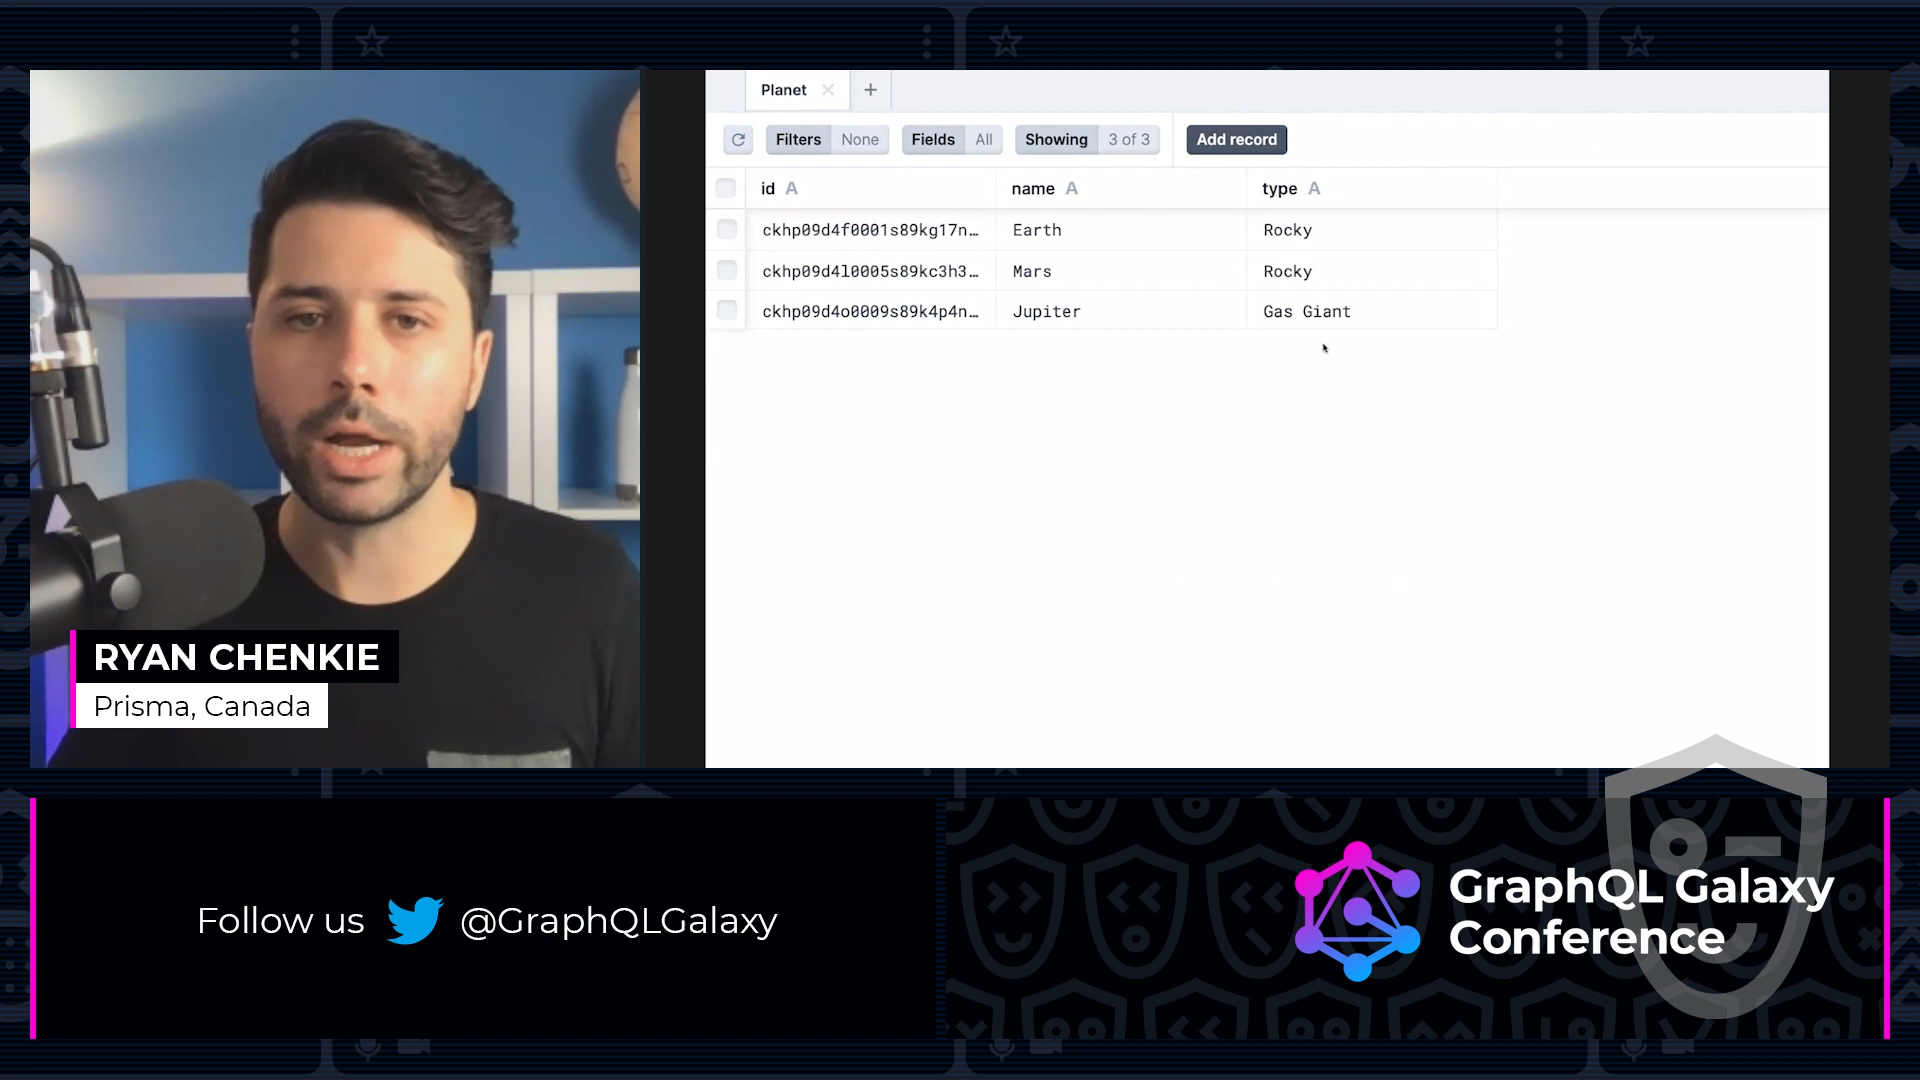 Planet
Filters None Fields All Showing 3 of 3 Add record
id A name A type A
ckhp09d4f0001s89kg17n… Earth Rocky
ckhp09d4l0005s89kc3h3… Mars Rocky
ckhp09d4o0009s89k4p4n… Jupiter Gas Giant
RYAN CHENKIE
Prisma, Canada
Follow us @GraphQLGalaxy
GraphQL Galaxy
Conference